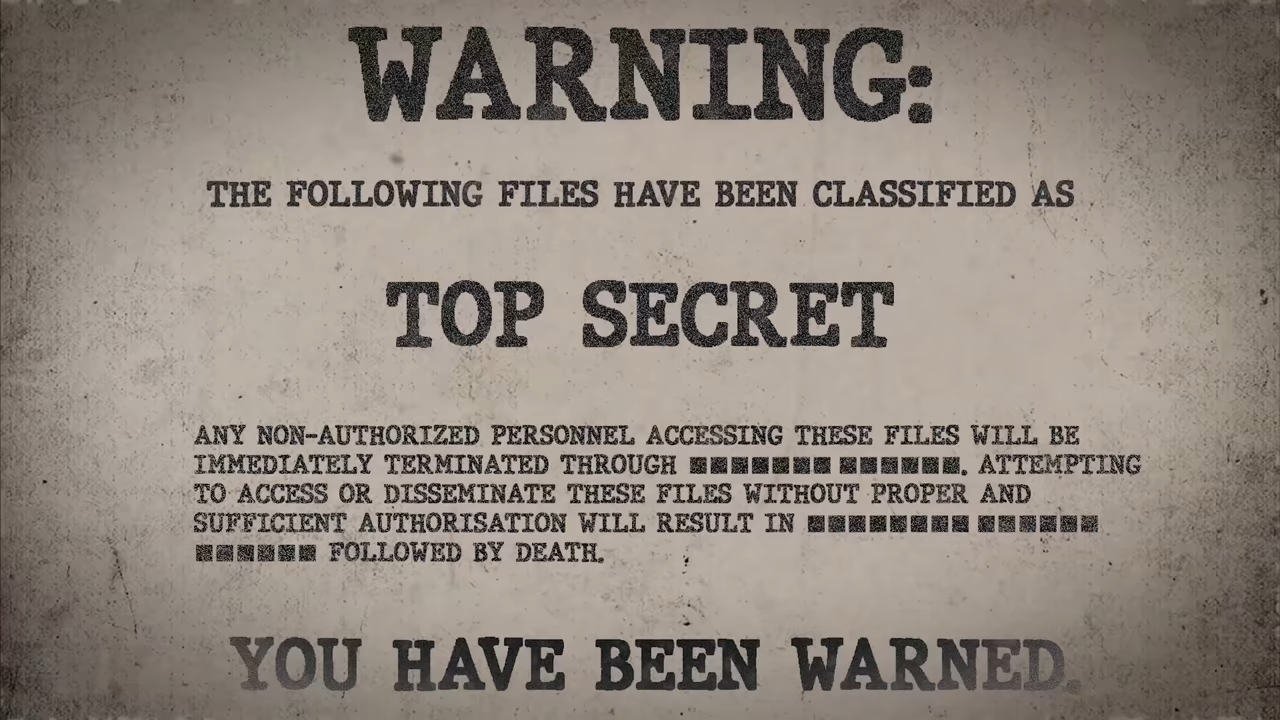 WARNING:
THE FOLLOWING FILES HAVE BEEN CLASSIFIED AS
TOP SECRET
ANY NON-AUTHORIZED PERSONNEL ACCESSING THESE FILES WILL BE
IMMEDIATELY TERMINATED THROUGH ■■■■■■■ ■■■■■■. ATTEMPTING
TO ACCESS OR DISSEMINATE THESE FILES WITHOUT PROPER AND
SUFFICIENT AUTHORISATION WILL RESULT IN ■■■■■■■■ ■■■■■■
■■■■■■ FOLLOWED BY DEATH.
YOU HAVE BEEN WARNED.